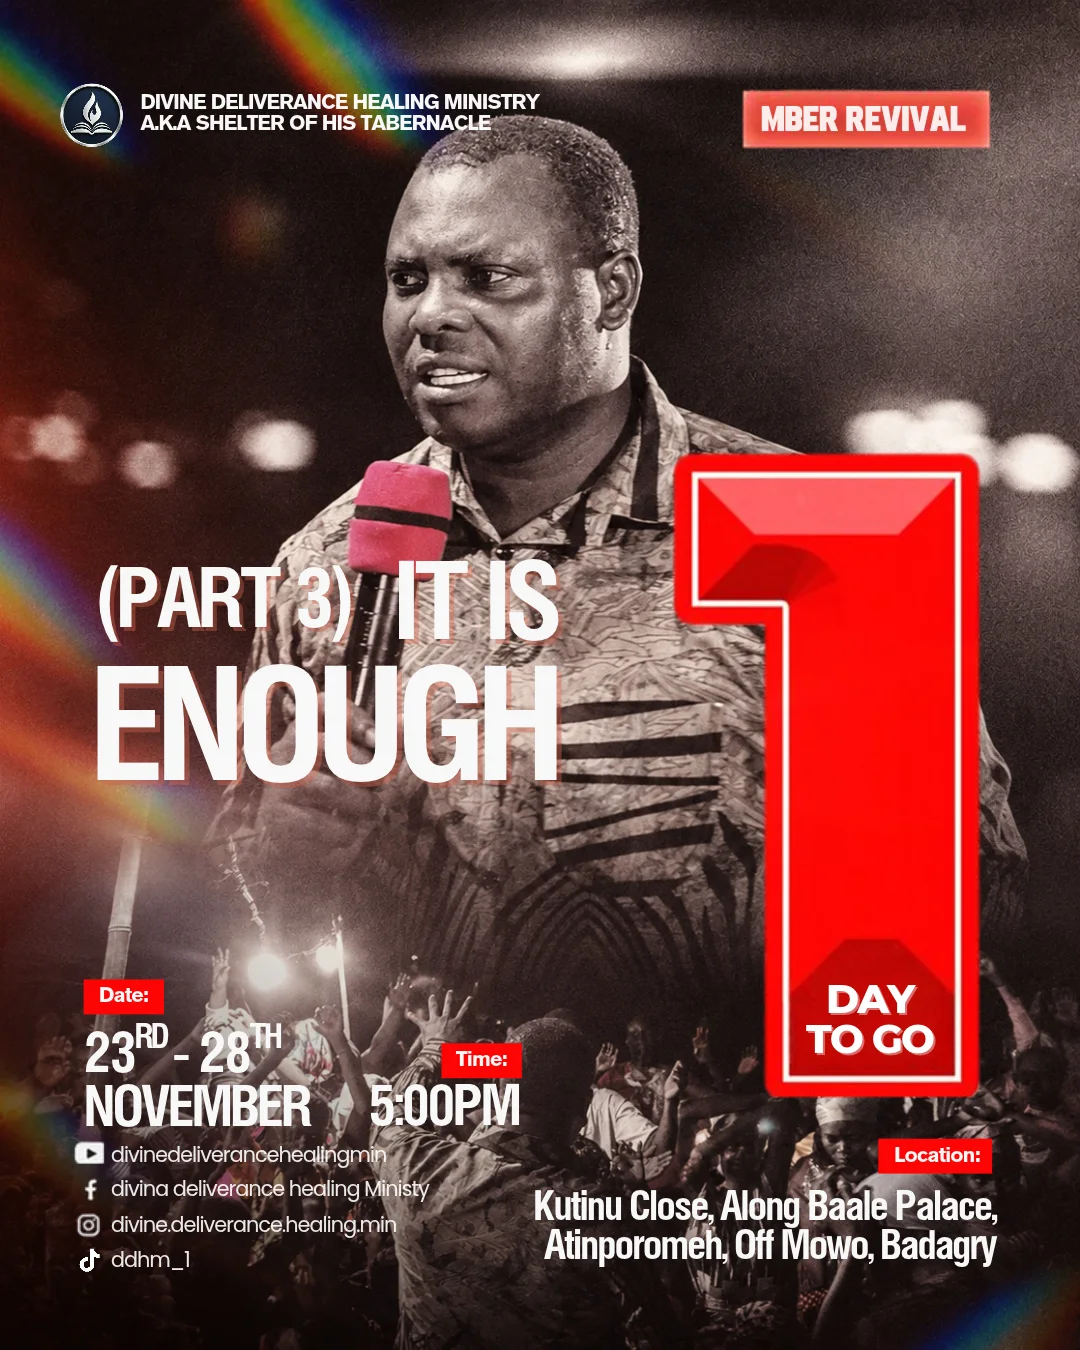 DIVINE DELIVERANCE HEALING MINISTRY
A.K.A SHELTER OF HIS TABERNACLE
MBER REVIVAL
(PART 3) IT IS
ENOUGH
1
DAY
TO GO
Date:
23RD - 28TH
NOVEMBER
Time:
5:00PM
divinedeliverancehealingmin
divina deliverance healing Ministy
divine.deliverance.healing.min
ddhm_1
Location:
Kutinu Close, Along Baale Palace,
Atinporomeh, Off Mowo, Badagry